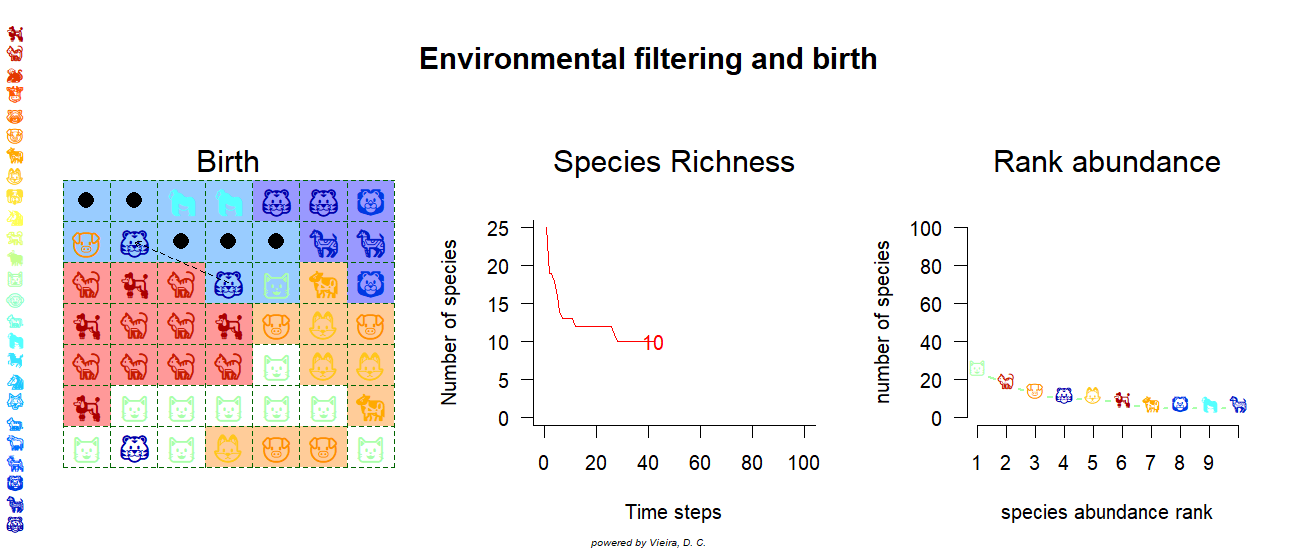 Environmental filtering and birth
Birth
Species Richness
Rank abundance
Number of species
25
20
15
10
5
0
10
0 20 40 60 80 100
Time steps
number of species
100
80
60
40
20
0
1 2 3 4 5 6 7 8 9
species abundance rank
powered by Vieira, D. C.